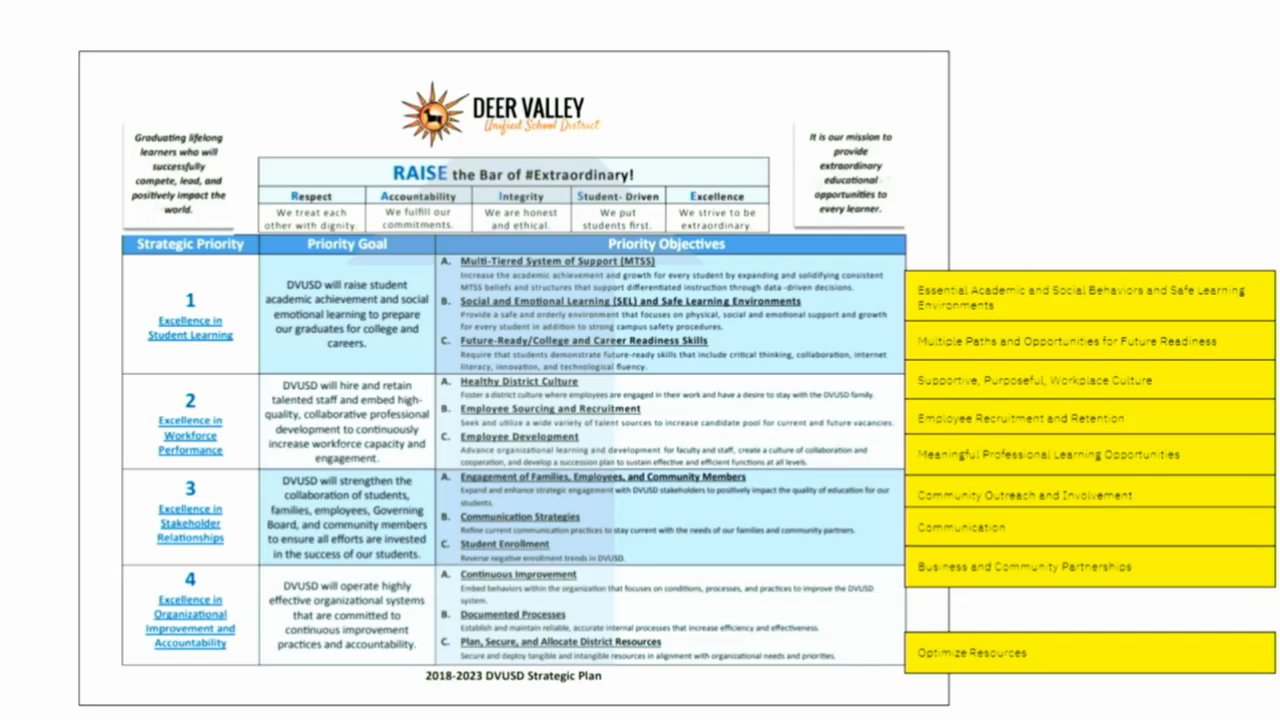 DEER VALLEY
Unified School District
Graduating lifelong
learners who will
successfully
compete, lead, and
positively impact the
world.
It is our mission to
provide
extraordinary
educational
opportunities to
every learner.
RAISE the Bar of #Extraordinary!
Respect Accountability Integrity Student- Driven Excellence
We treat each
other with dignity.
We fulfill our
commitments.
We are honest
and ethical.
We put
students first.
We strive to be
extraordinary.
Strategic Priority Priority Goal Priority Objectives
1
Excellence in
Student Learning
DVUSD will raise student
academic achievement and social
emotional learning to prepare
our graduates for college and
careers.
A. Multi-Tiered System of Support (MTSS)
Increase the academic achievement and growth for every student by expanding and solidifying consistent
MTSS beliefs and structures that support differentiated instruction through data -driven decisions.
B. Social and Emotional Learning (SEL) and Safe Learning Environments
Provide a safe and orderly environment that focuses on physical, social and emotional support and growth
for every student in addition to strong campus safety procedures.
C. Future-Ready/College and Career Readiness Skills
Require that students demonstrate future-ready skills that include critical thinking, collaboration, internet
literacy, innovation, and technological fluency.
2
Excellence in
Workforce
Performance
DVUSD will hire and retain
talented staff and embed high-
quality, collaborative professional
development to continuously
increase workforce capacity and
engagement.
A. Healthy District Culture
Foster a district culture where employees are engaged in their work and have a desire to stay with the DVUSD family.
B. Employee Sourcing and Recruitment
Seek and utilize a wide variety of talent sources to increase candidate pool for current and future vacancies.
C. Employee Development
Advance organizational learning and development for faculty and staff, create a culture of collaboration and
cooperation, and develop a succession plan to sustain effective and efficient functions at all levels.
3
Excellence in
Stakeholder
Relationships
DVUSD will strengthen the
collaboration of students,
families, employees, Governing
Board, and community members
to ensure all efforts are invested
in the success of our students.
A. Engagement of Families, Employees, and Community Members
Expand and enhance strategic engagement with DVUSD stakeholders to positively impact the quality of education for our
students.
B. Communication Strategies
Refine current communication practices to stay current with the needs of our families and community partners.
C. Student Enrollment
Reverse negative enrollment trends in DVUSD.
4
Excellence in
Organizational
Improvement and
Accountability
DVUSD will operate highly
effective organizational systems
that are committed to
continuous improvement
practices and accountability.
A. Continuous Improvement
Embed behaviors within the organization that focuses on conditions, processes, and practices to improve the DVUSD
system.
B. Documented Processes
Establish and maintain reliable, accurate internal processes that increase efficiency and effectiveness.
C. Plan, Secure, and Allocate District Resources
Secure and deploy tangible and intangible resources in alignment with organizational needs and priorities.
2018-2023 DVUSD Strategic Plan
Essential Academic and Social Behaviors and Safe Learning
Environments
Multiple Paths and Opportunities for Future Readiness
Supportive, Purposeful, Workplace Culture
Employee Recruitment and Retention
Meaningful Professional Learning Opportunities
Community Outreach and Involvement
Communication
Business and Community Partnerships
Optimize Resources